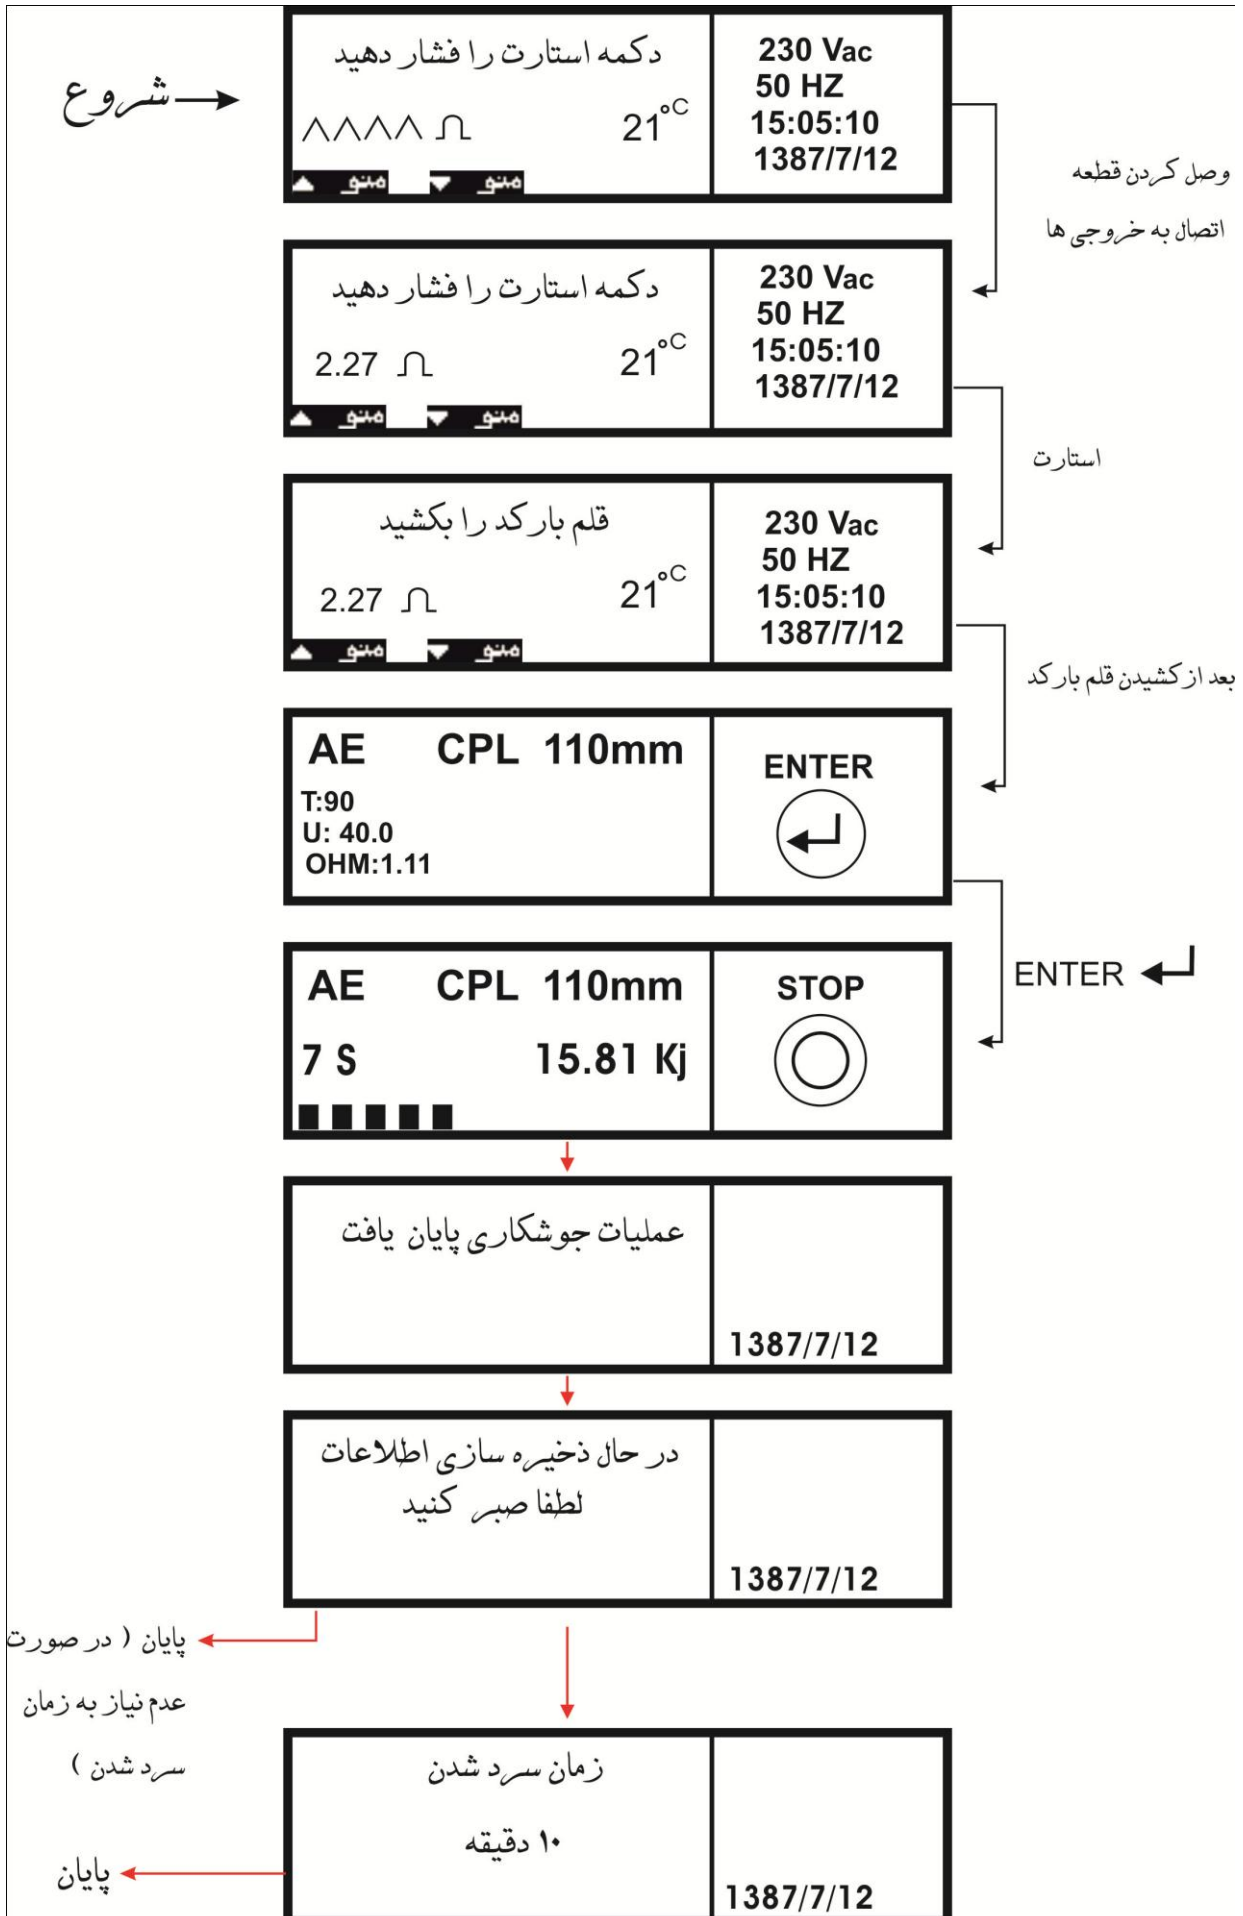 شروع
دکمه استارت را فشار دهید
21°C
منو منو
230 Vac
50 HZ
15:05:10
1387/7/12
وصل کردن قطعه
اتصال به خروجی ها
دکمه استارت را فشار دهید
2.27 21°C
منو منو
230 Vac
50 HZ
15:05:10
1387/7/12
استارت
قلم بارکد را بکشید
2.27 21°C
منو منو
230 Vac
50 HZ
15:05:10
1387/7/12
بعد از کشیدن قلم بارکد
AE CPL 110mm
T:90
U: 40.0
OHM:1.11
ENTER
ENTER
AE CPL 110mm
7 S 15.81 Kj
STOP
عملیات جوشکاری پایان یافت
1387/7/12
در حال ذخیره سازی اطلاعات
لطفا صبر کنید
1387/7/12
پایان ( در صورت
عدم نیاز به زمان
سرد شدن )
زمان سرد شدن
۱۰ دقیقه
1387/7/12
پایان